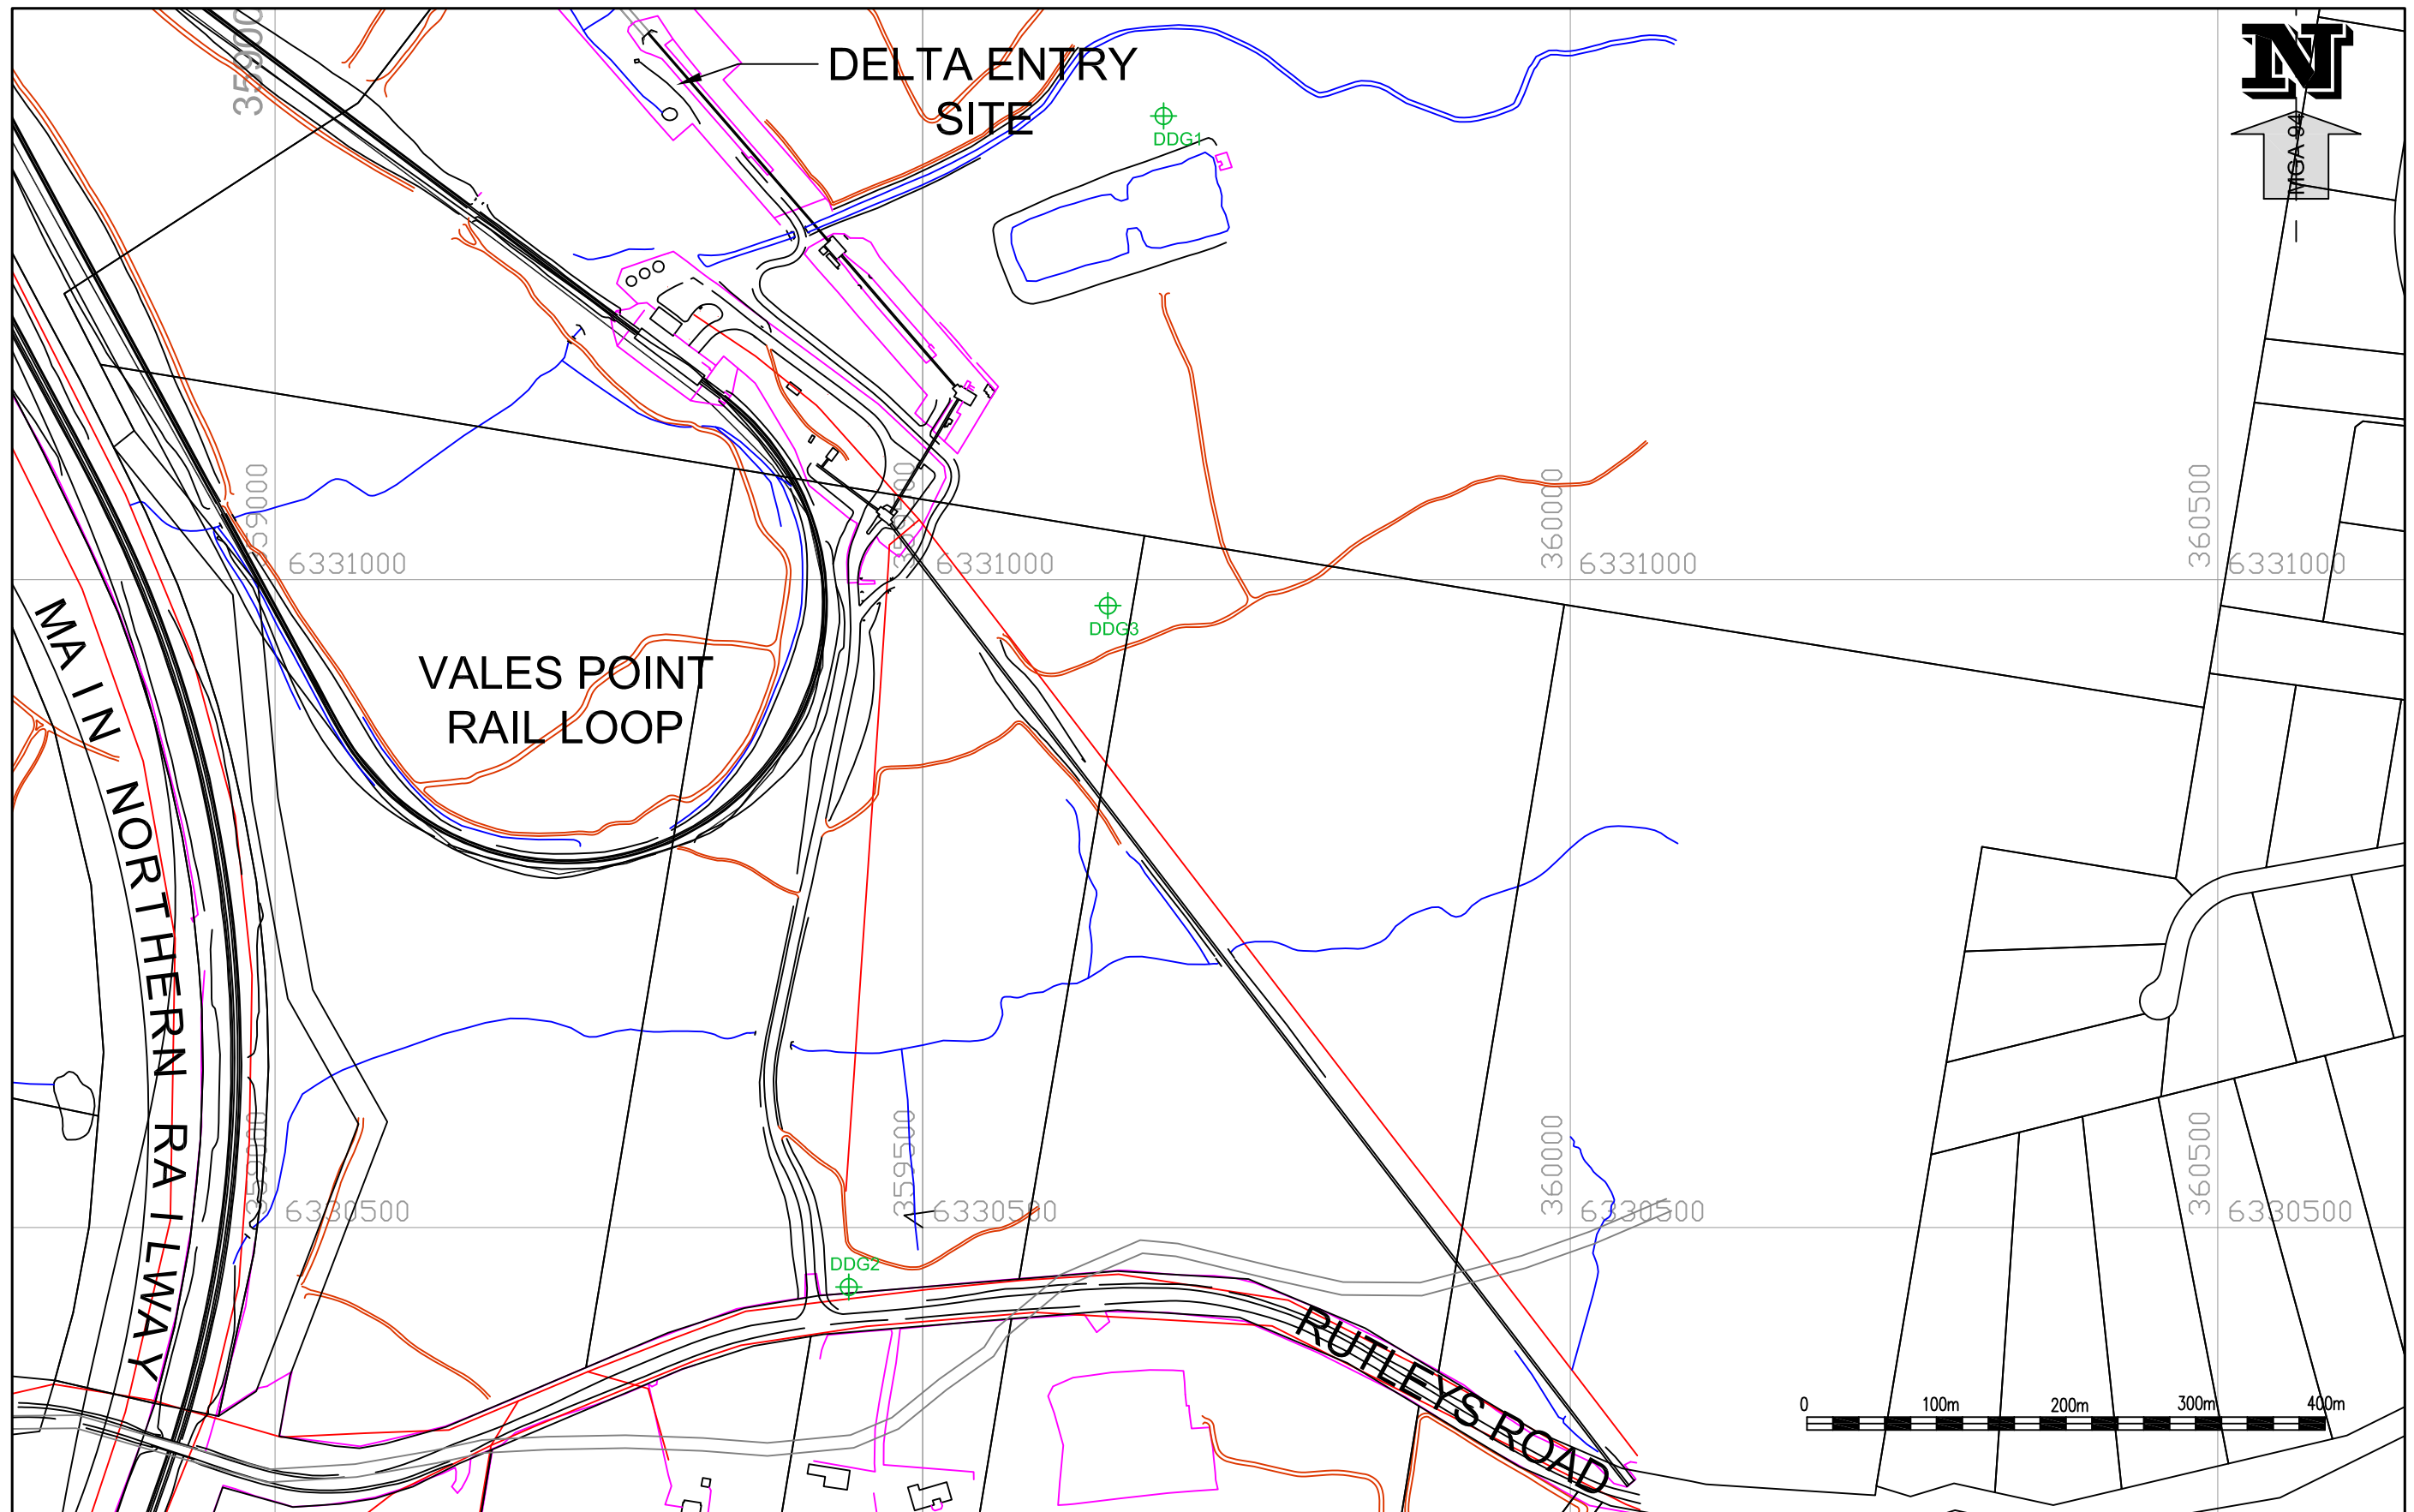 359000
DELTA ENTRY
SITE
N
MGA 94
DDG1
359000
359500
360000
360500
6331000
6331000
6331000
6331000
DDG3
VALES POINT
RAIL LOOP
MAIN NORTHERN RAILWAY
359000
359500
360000
360500
6330500
6330500
6330500
6330500
DDG2
RUTLEYS ROAD
0 100m 200m 300m 400m